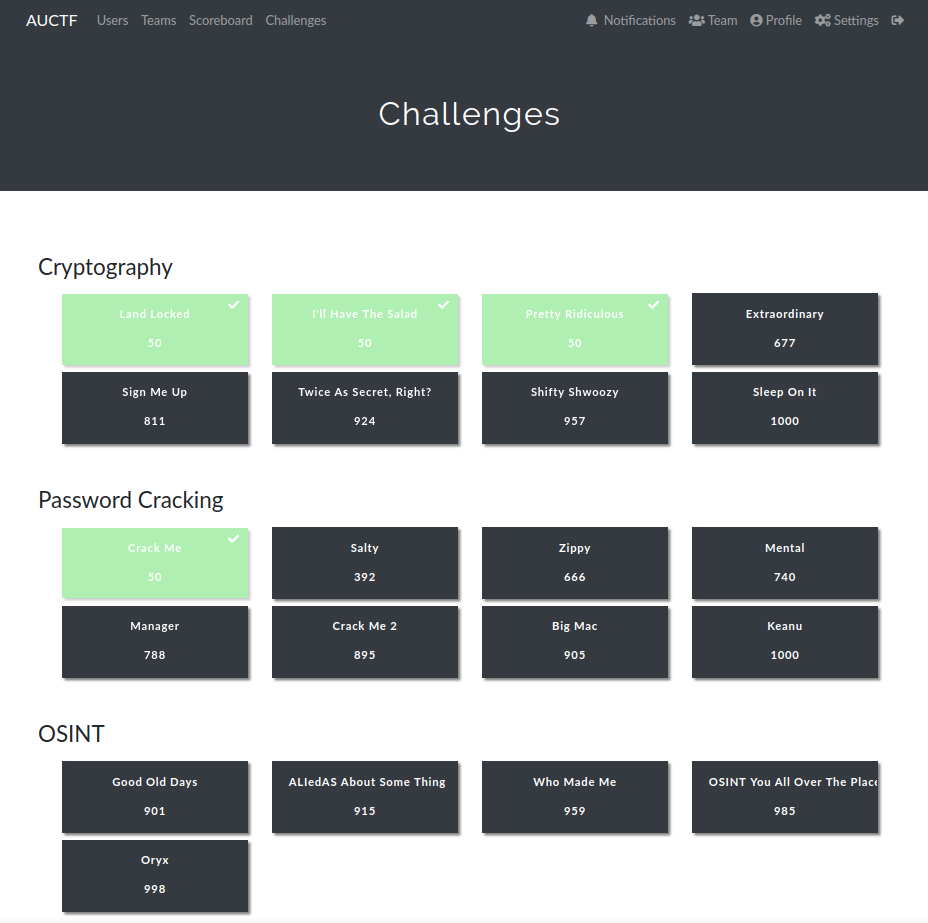 AUCTF Users Teams Scoreboard Challenges Notifications Team Profile Settings
Challenges
Cryptography
Land Locked I'll Have The Salad Pretty Ridiculous Extraordinary
50 50 50 677
Sign Me Up Twice As Secret, Right? Shifty Shwoozy Sleep On It
811 924 957 1000
Password Cracking
Crack Me Salty Zippy Mental
50 392 666 740
Manager Crack Me 2 Big Mac Keanu
788 895 905 1000
OSINT
Good Old Days ALIedAS About Some Thing Who Made Me OSINT You All Over The Place
901 915 959 985
Oryx
998